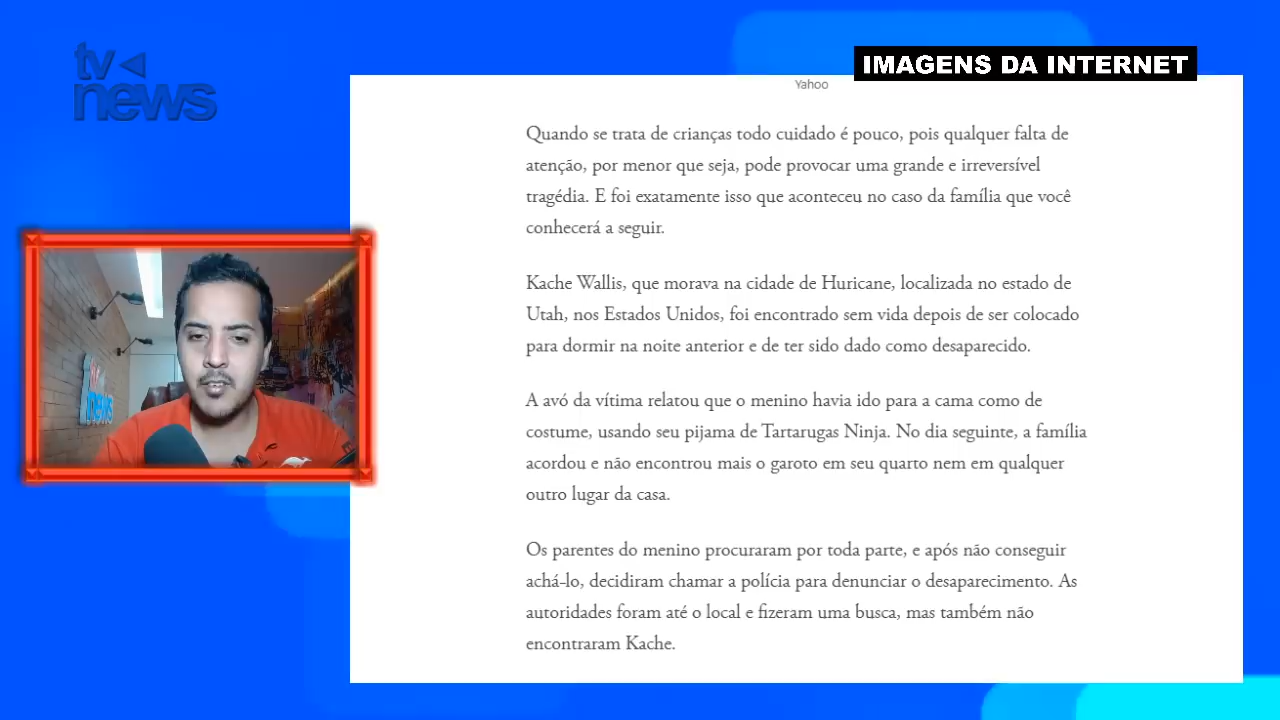 tv
news
IMAGENS DA INTERNET
Yahoo
Quando se trata de crianças todo cuidado é pouco, pois qualquer falta de
atenção, por menor que seja, pode provocar uma grande e irreversível
tragédia. E foi exatamente isso que aconteceu no caso da família que você
conhecerá a seguir.
Kache Wallis, que morava na cidade de Huricane, localizada no estado de
Utah, nos Estados Unidos, foi encontrado sem vida depois de ser colocado
para dormir na noite anterior e de ter sido dado como desaparecido.
A avó da vítima relatou que o menino havia ido para a cama como de
costume, usando seu pijama de Tartarugas Ninja. No dia seguinte, a família
acordou e não encontrou mais o garoto em seu quarto nem em qualquer
outro lugar da casa.
Os parentes do menino procuraram por toda parte, e após não conseguir
achá-lo, decidiram chamar a polícia para denunciar o desaparecimento. As
autoridades foram até o local e fizeram uma busca, mas também não
encontraram Kache.
tv
news